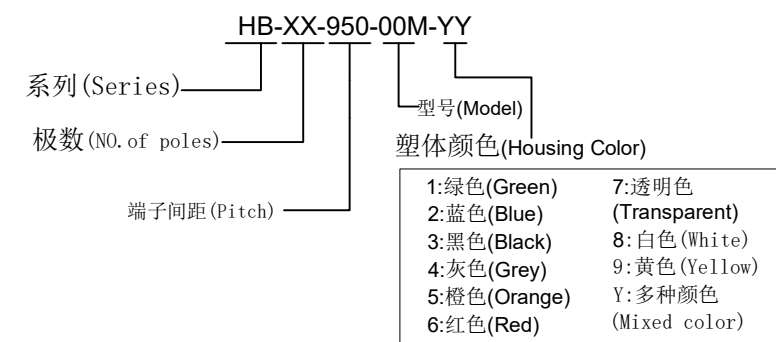 HB-XX-950-00M-YY
系列(Series)
型号(Model)
极数(NO.of poles)
塑体颜色(Housing Color)
端子间距(Pitch)
1:绿色(Green)
2:蓝色(Blue)
3:黑色(Black)
4:灰色(Grey)
5:橙色(Orange)
6:红色(Red)
7:透明色
(Transparent)
8:白色(White)
9:黄色(Yellow)
Y:多种颜色
(Mixed color)